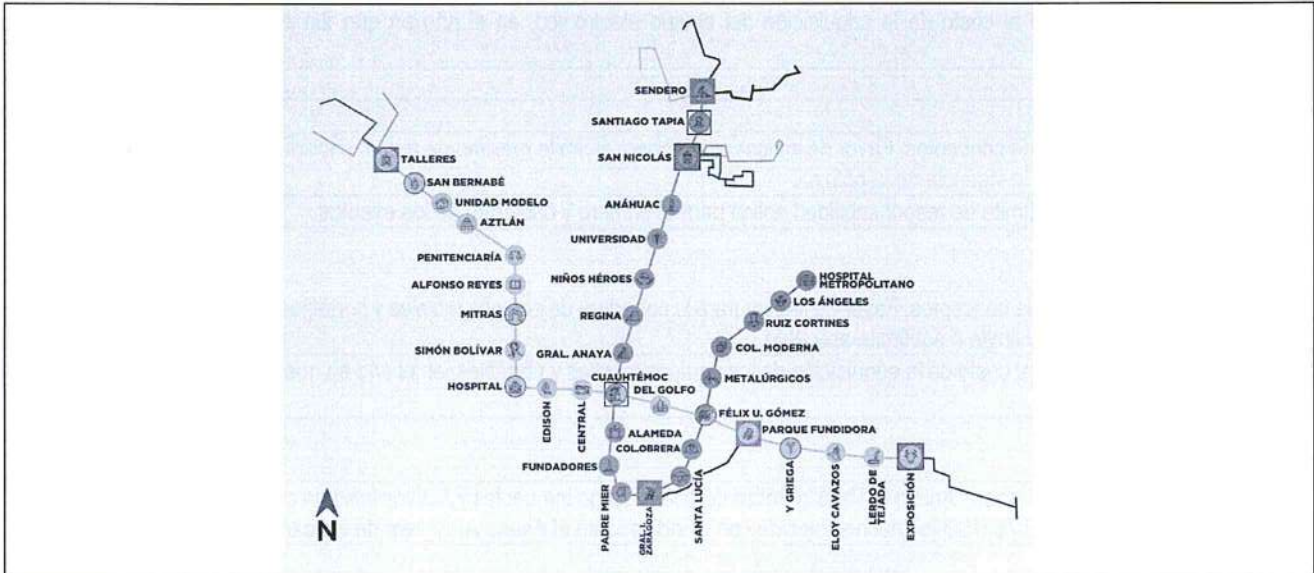 SENDERO
SANTIAGO TAPIA
TALLERES
SAN NICOLÁS
SAN BERNABÉ
UNIDAD MODELO
ANÁHUAC
AZTLÁN
UNIVERSIDAD
PENITENCIARÍA
NIÑOS HÉROES
HOSPITAL
METROPOLITANO
ALFONSO REYES
LOS ÁNGELES
MITRAS
REGINA
RUIZ CORTINES
SIMÓN BOLÍVAR
GRAL. ANAYA
COL. MODERNA
HOSPITAL
CUAUHTÉMOC
DEL GOLFO
METALÚRGICOS
EDISON
CENTRAL
FÉLIX U. GÓMEZ
ALAMEDA
PARQUE FUNDIDORA
COL.OBRERA
FUNDADORES
PADRE MIER
GRAL.
ZARAGOZA
SANTA LUCÍA
Y GRIEGA
ELOY CAVAZOS
LERDO DE
TEJADA
EXPOSICIÓN
N